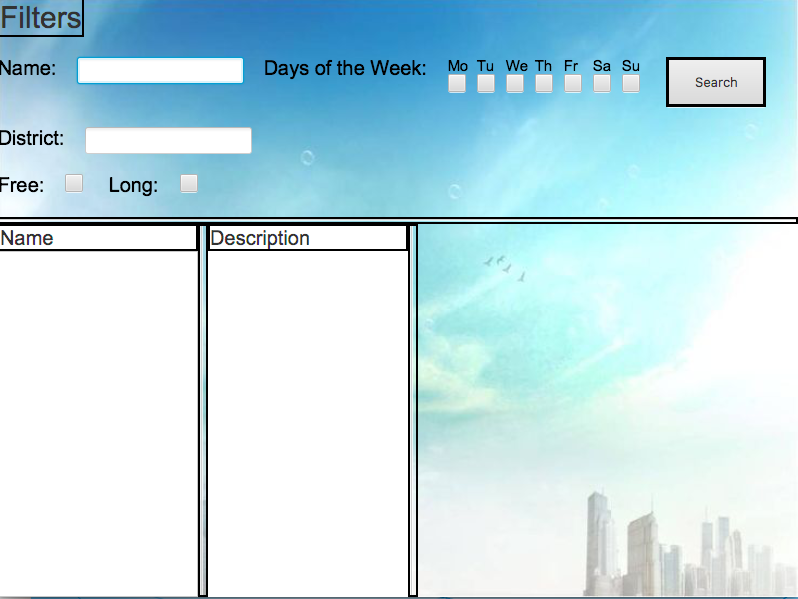 Filters
Name: Days of the Week: Mo Tu We Th Fr Sa Su Search
District:
Free: Long:
Name Description